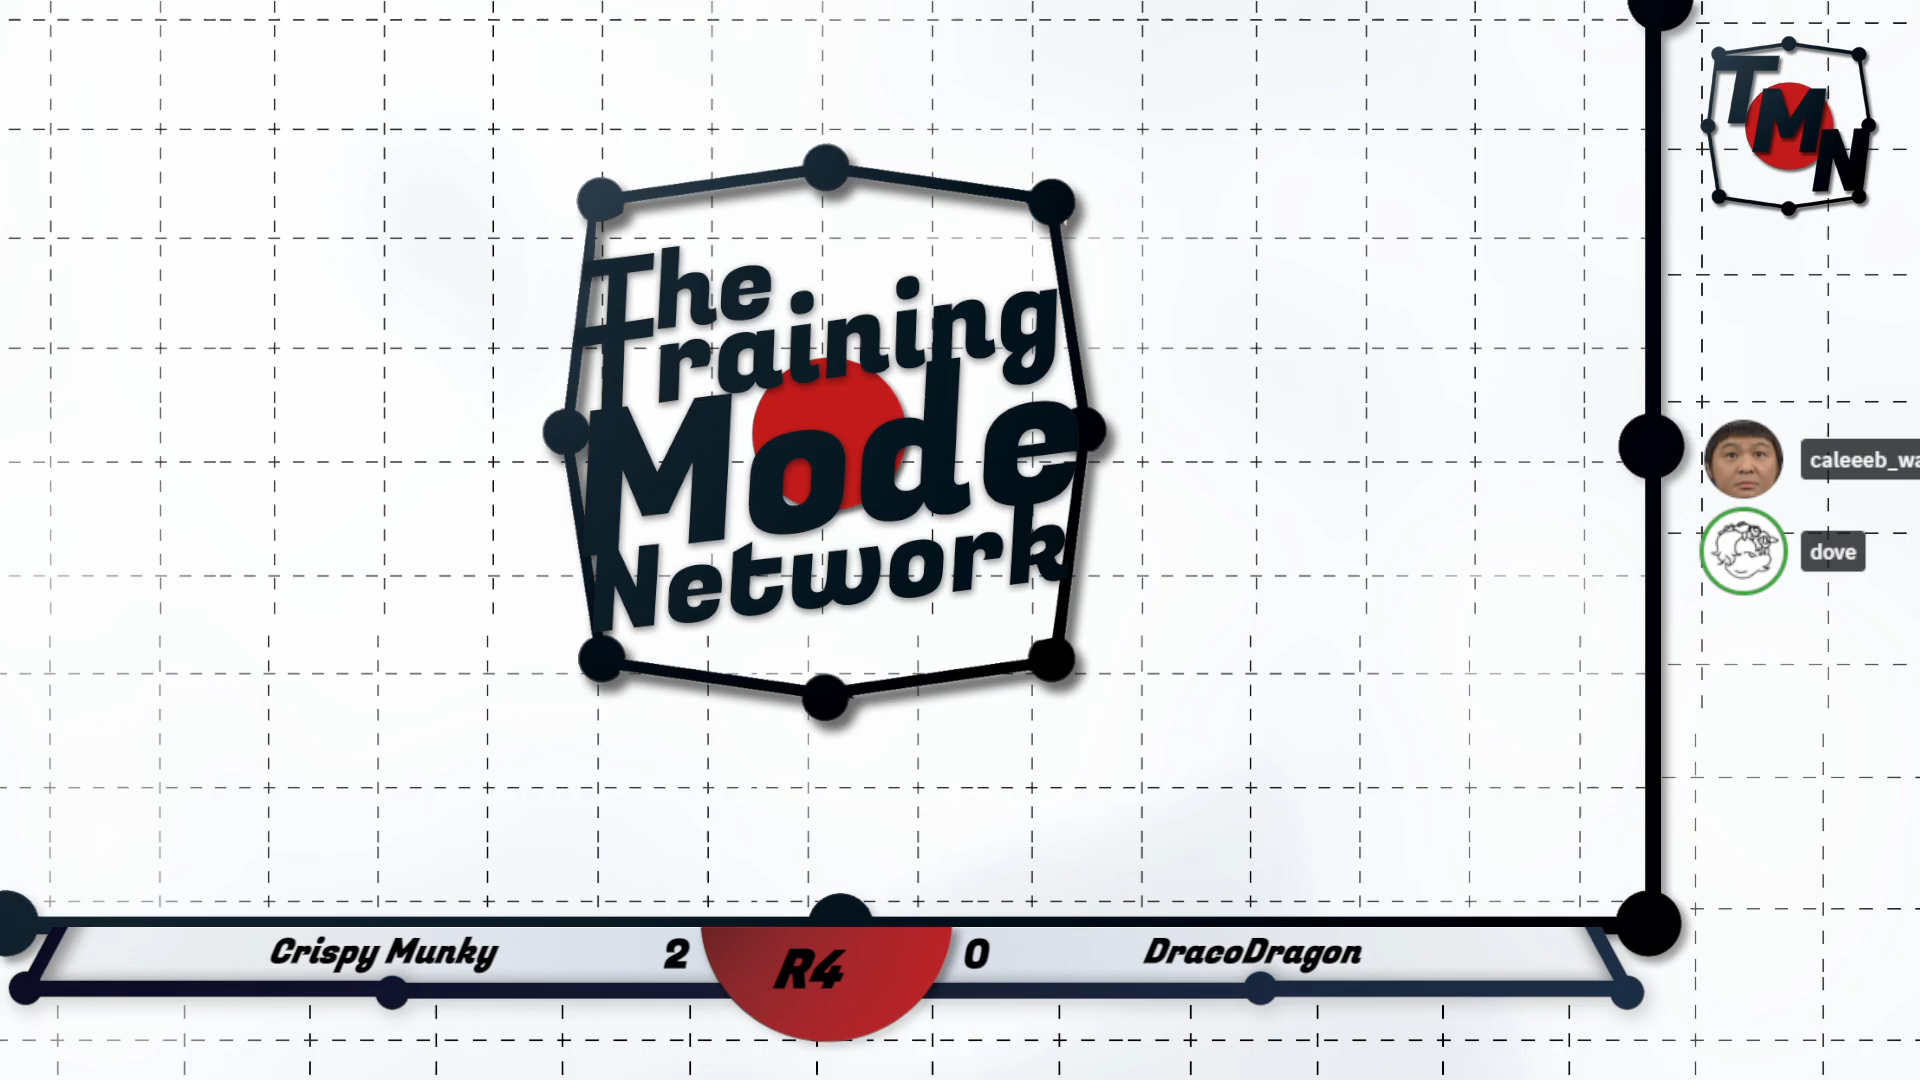 TMN
The
Training
Mode
Network
caleeeb_wa
dove
Crispy Munky 2 R4 0 DracoDragon